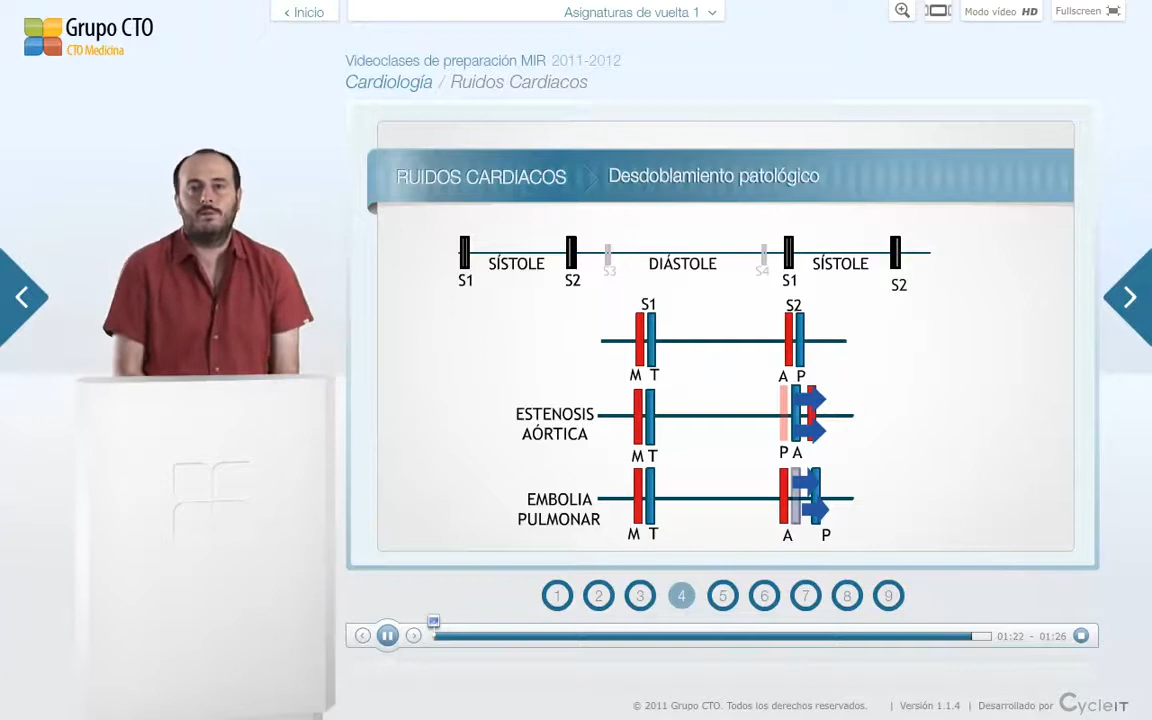 Grupo CTO
CTO Medicina
‹ Inicio
Asignaturas de vuelta 1
Modo vídeo HD
Fullscreen
Videoclases de preparación MIR 2011-2012
Cardiología / Ruidos Cardiacos
RUIDOS CARDIACOS Desdoblamiento patológico
SÍSTOLE DIÁSTOLE SÍSTOLE
S1 S2 S3 S4 S1 S2
S1 S2
M T A P
ESTENOSIS
AÓRTICA
M T P A
EMBOLIA
PULMONAR
M T A P
1 2 3 4 5 6 7 8 9
01:22 - 01:26
© 2011 Grupo CTO. Todos los derechos reservados. | Versión 1.1.4 | Desarrollado por CycleIT